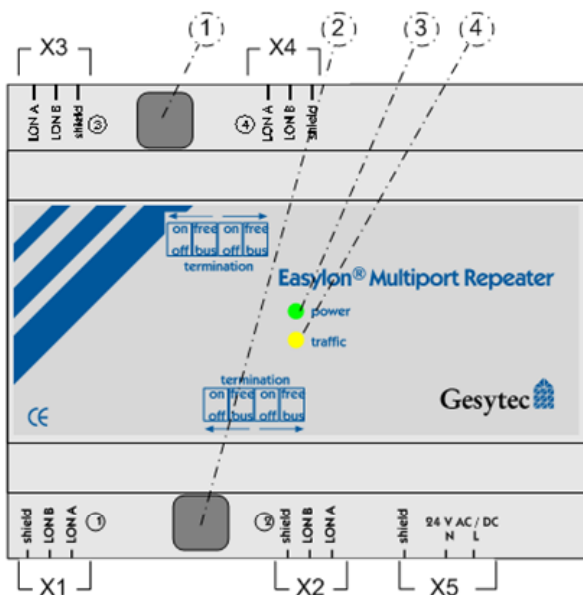 X3 1 X4 2 3 4
LON A LON B shield 3 4 LON A LON B shield
on free on free
off bus off bus
termination
Easylon® Multiport Repeater
power
traffic
termination
on free on free
off bus off bus
CE
Gesytec
shield LON B LON A 1 2 shield LON B LON A shield 24 V AC / DC
N L
X1 X2 X5